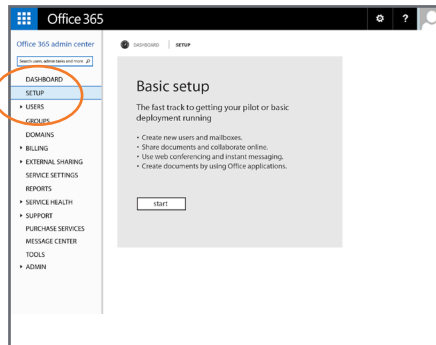 Office 365
?
Office 365 admin center
Search users, admin tasks and more
DASHBOARD
SETUP
USERS
GROUPS
DOMAINS
BILLING
EXTERNAL SHARING
SERVICE SETTINGS
REPORTS
SERVICE HEALTH
SUPPORT
PURCHASE SERVICES
MESSAGE CENTER
TOOLS
ADMIN
DASHBOARD | SETUP
Basic setup
The fast track to getting your pilot or basic
deployment running
• Create new users and mailboxes.
• Share documents and collaborate online.
• Use web conferencing and instant messaging.
• Create documents by using Office applications.
start